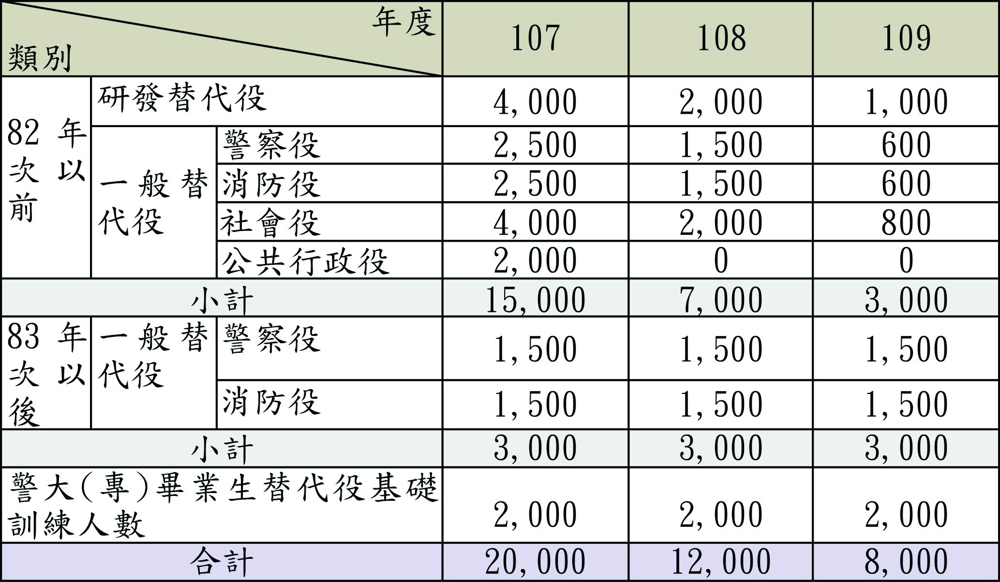 年度
類別
107 108 109
82年次以前 研發替代役 4,000 2,000 1,000
一般替代役 警察役 2,500 1,500 600
消防役 2,500 1,500 600
社會役 4,000 2,000 800
公共行政役 2,000 0 0
小計 15,000 7,000 3,000
83年次以後 一般替代役 警察役 1,500 1,500 1,500
消防役 1,500 1,500 1,500
小計 3,000 3,000 3,000
警大(專)畢業生替代役基礎
訓練人數 2,000 2,000 2,000
合計 20,000 12,000 8,000